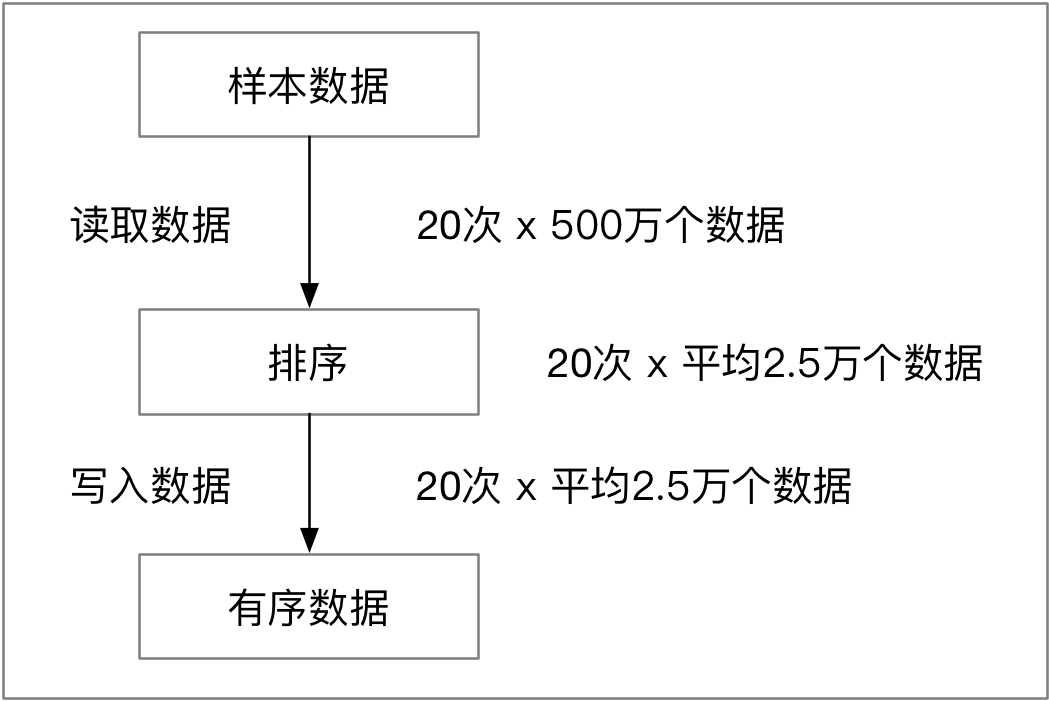 样本数据
读取数据
20次 x 500万个数据
排序
20次 x 平均2.5万个数据
写入数据
20次 x 平均2.5万个数据
有序数据